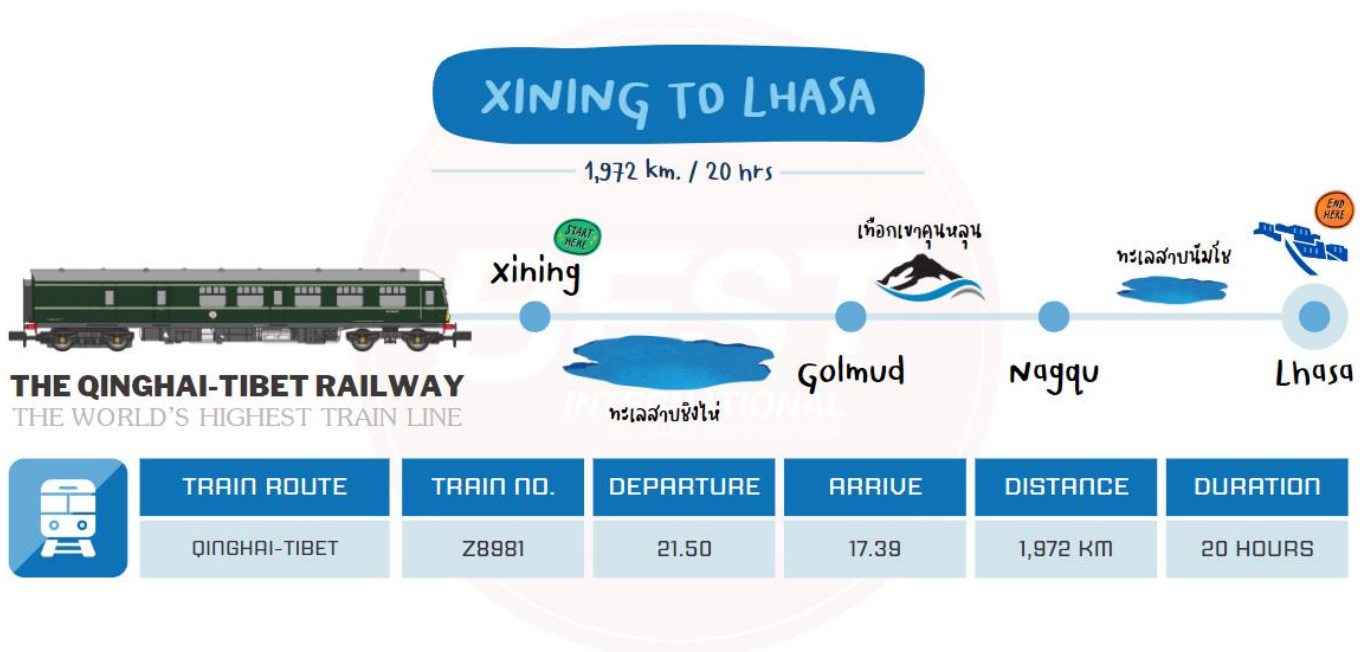 XINING TO LHASA
1,972 km. / 20 hrs
START HERE
xining
เทือกเขาคุนหลุน
ทะเลสาบนัมโซ
END HERE
BEST
INTERNATIONAL
ทะเลสาบชิงไห่
Golmud
Nagqu
Lhasa
THE QINGHAI-TIBET RAILWAY
THE WORLD'S HIGHEST TRAIN LINE
TRAIN ROUTE TRAIN NO. DEPARTURE ARRIVE DISTANCE DURATION
QINGHAI-TIBET Z8981 21.50 17.39 1,972 KM 20 HOURS